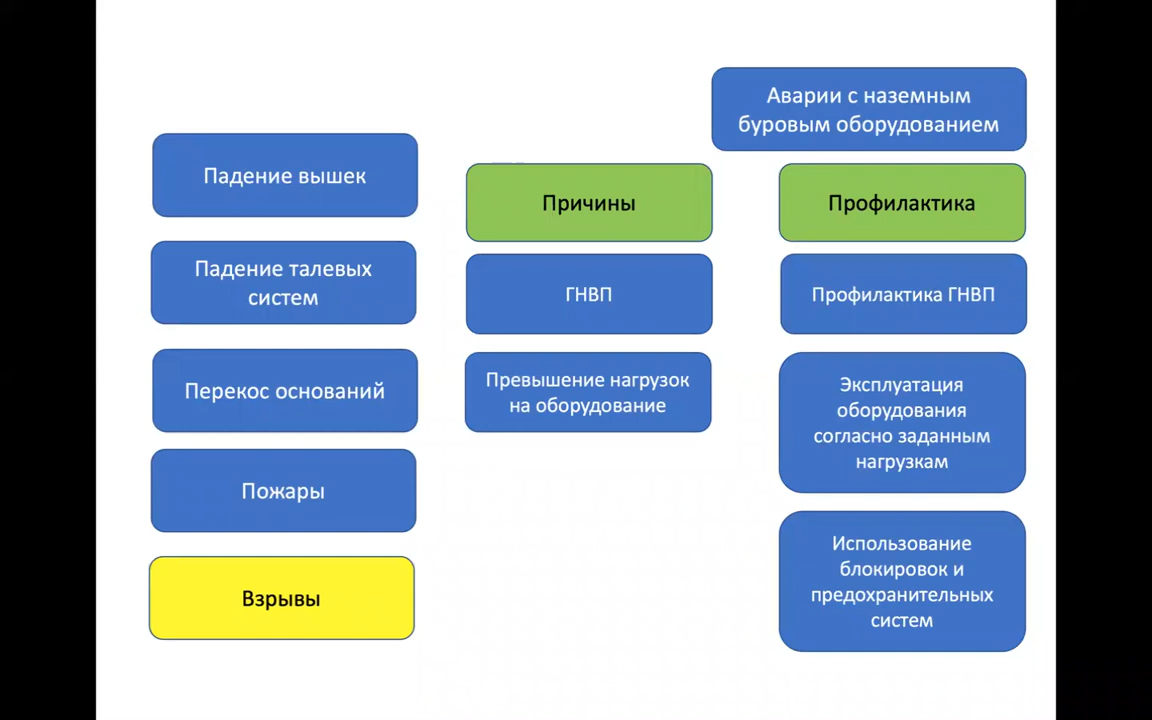 Аварии с наземным
буровым оборудованием
Падение вышек
Падение талевых
систем
Перекос оснований
Пожары
Взрывы
Причины
ГНВП
Превышение нагрузок
на оборудование
Профилактика
Профилактика ГНВП
Эксплуатация
оборудования
согласно заданным
нагрузкам
Использование
блокировок и
предохранительных
систем